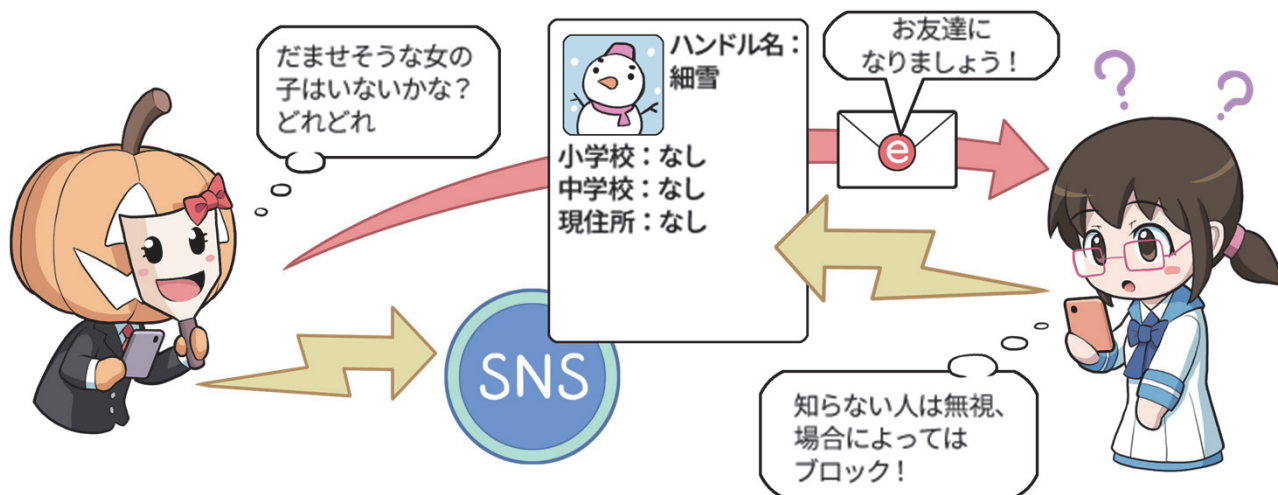 だませそうな女の
子はいないかな？
どれどれ
ハンドル名：
細雪
小学校：なし
中学校：なし
現住所：なし
お友達に
なりましょう！
e
SNS
知らない人は無視、
場合によっては
ブロック！
? ?